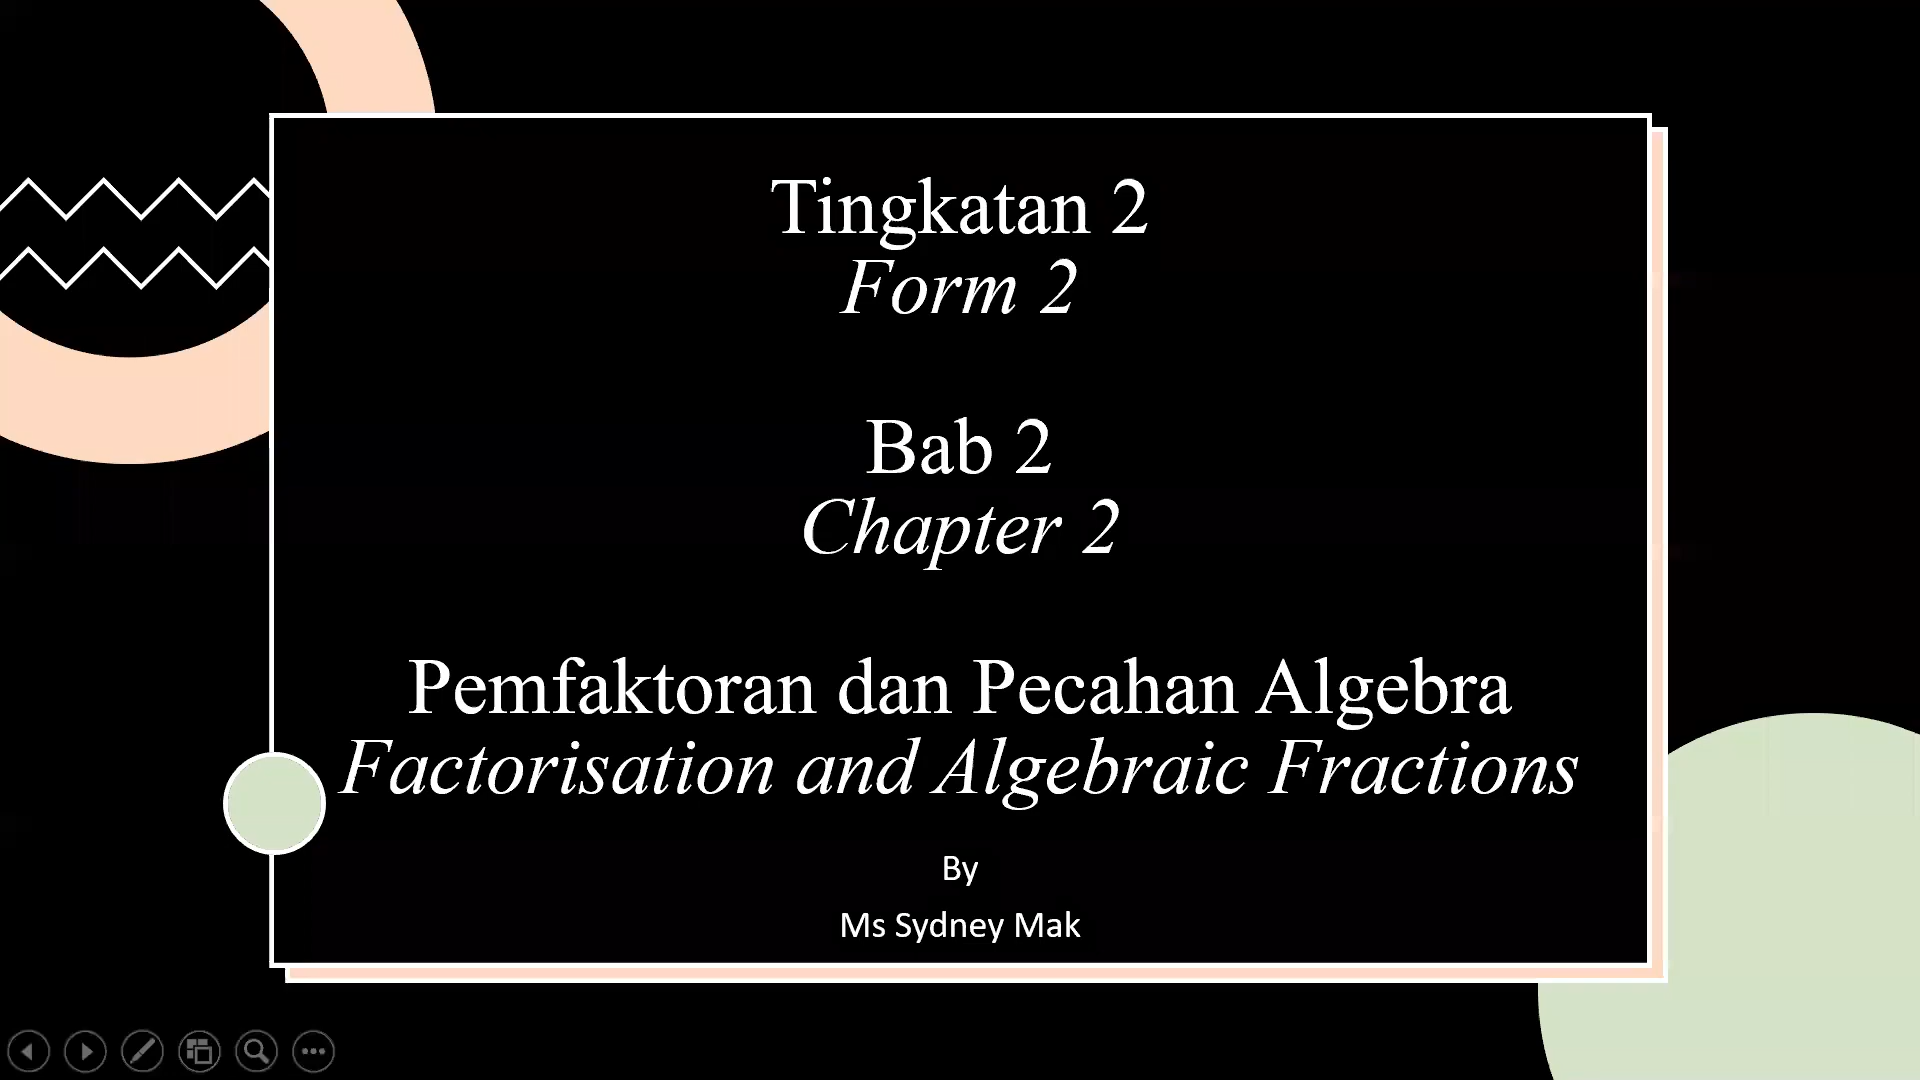 Tingkatan 2
Form 2
Bab 2
Chapter 2
Pemfaktoran dan Pecahan Algebra
Factorisation and Algebraic Fractions
By
Ms Sydney Mak